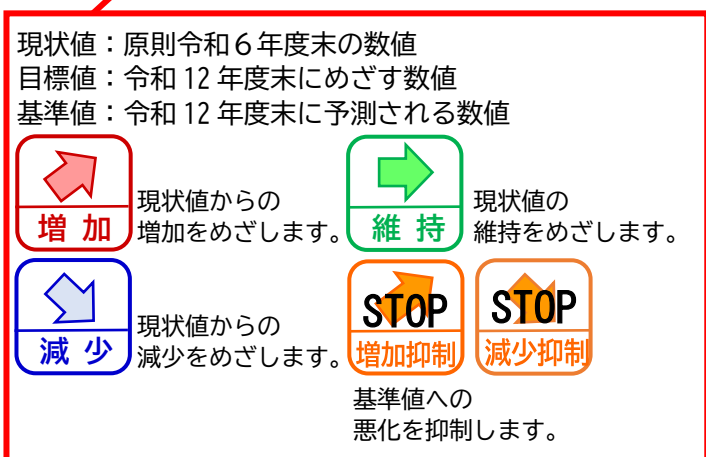 現状値：原則令和６年度末の数値
目標値：令和12年度末にめざす数値
基準値：令和12年度末に予測される数値
増 加
現状値からの
増加をめざします。
維 持
現状値の
維持をめざします。
減 少
現状値からの
減少をめざします。
STOP
増加抑制
STOP
減少抑制
基準値への
悪化を抑制します。